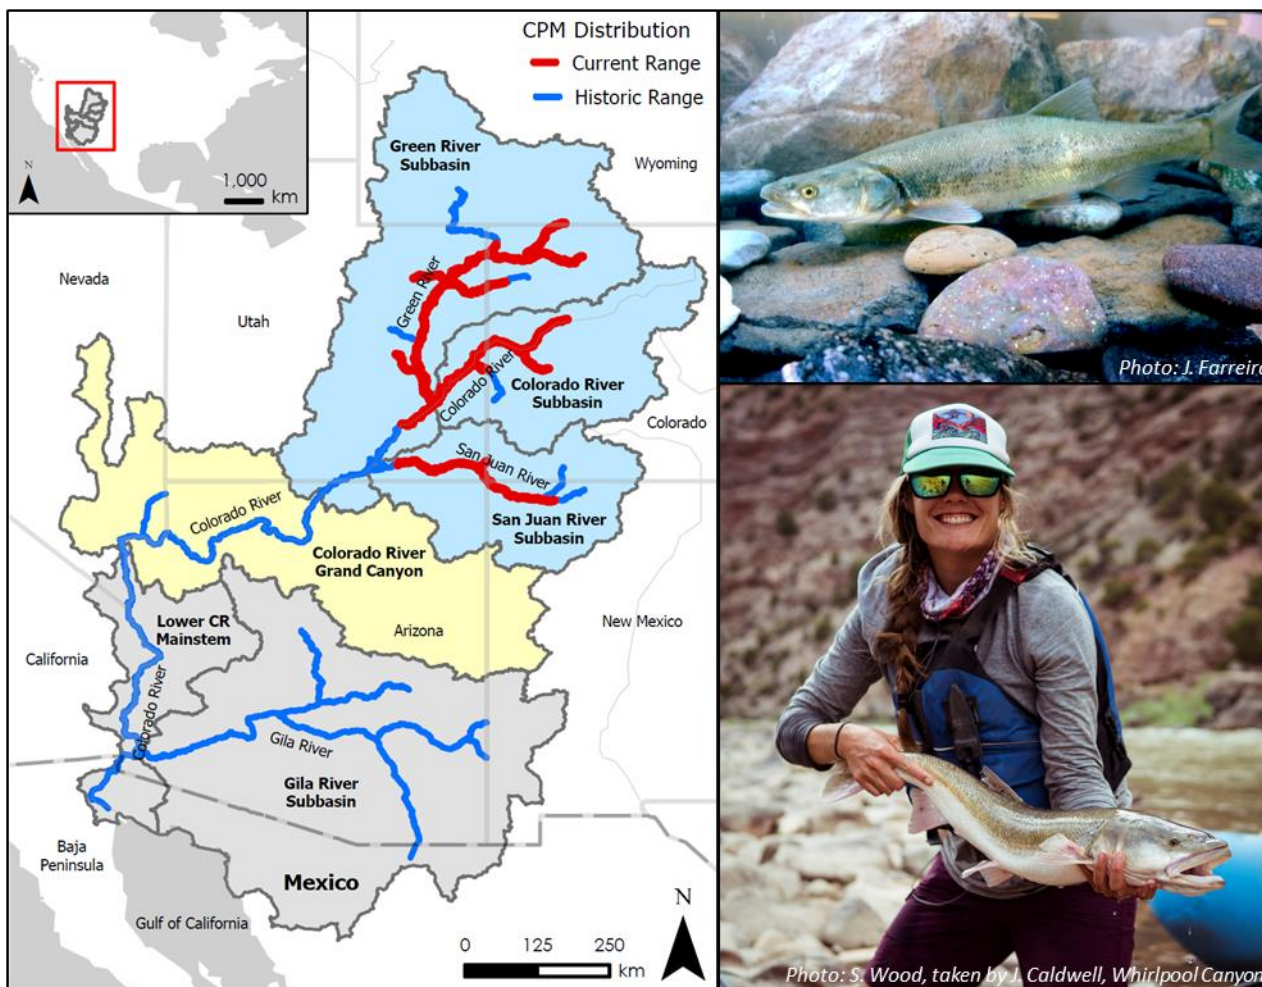 CPM Distribution
Current Range
Historic Range
N
1,000
km
Green River
Subbasin
Wyoming
Nevada
Utah
Green River
Colorado River
Colorado River
Subbasin
Colorado
San Juan River
San Juan River
Subbasin
Colorado River
Colorado River
Grand Canyon
Lower CR
Mainstem
Arizona
New Mexico
California
Colorado River
Gila River
Gila River
Subbasin
Baja
Peninsula
Mexico
Gulf of California
N
0 125 250
km
Photo: J. Farreira
Photo: S. Wood, taken by J. Caldwell, Whirlpool Canyon